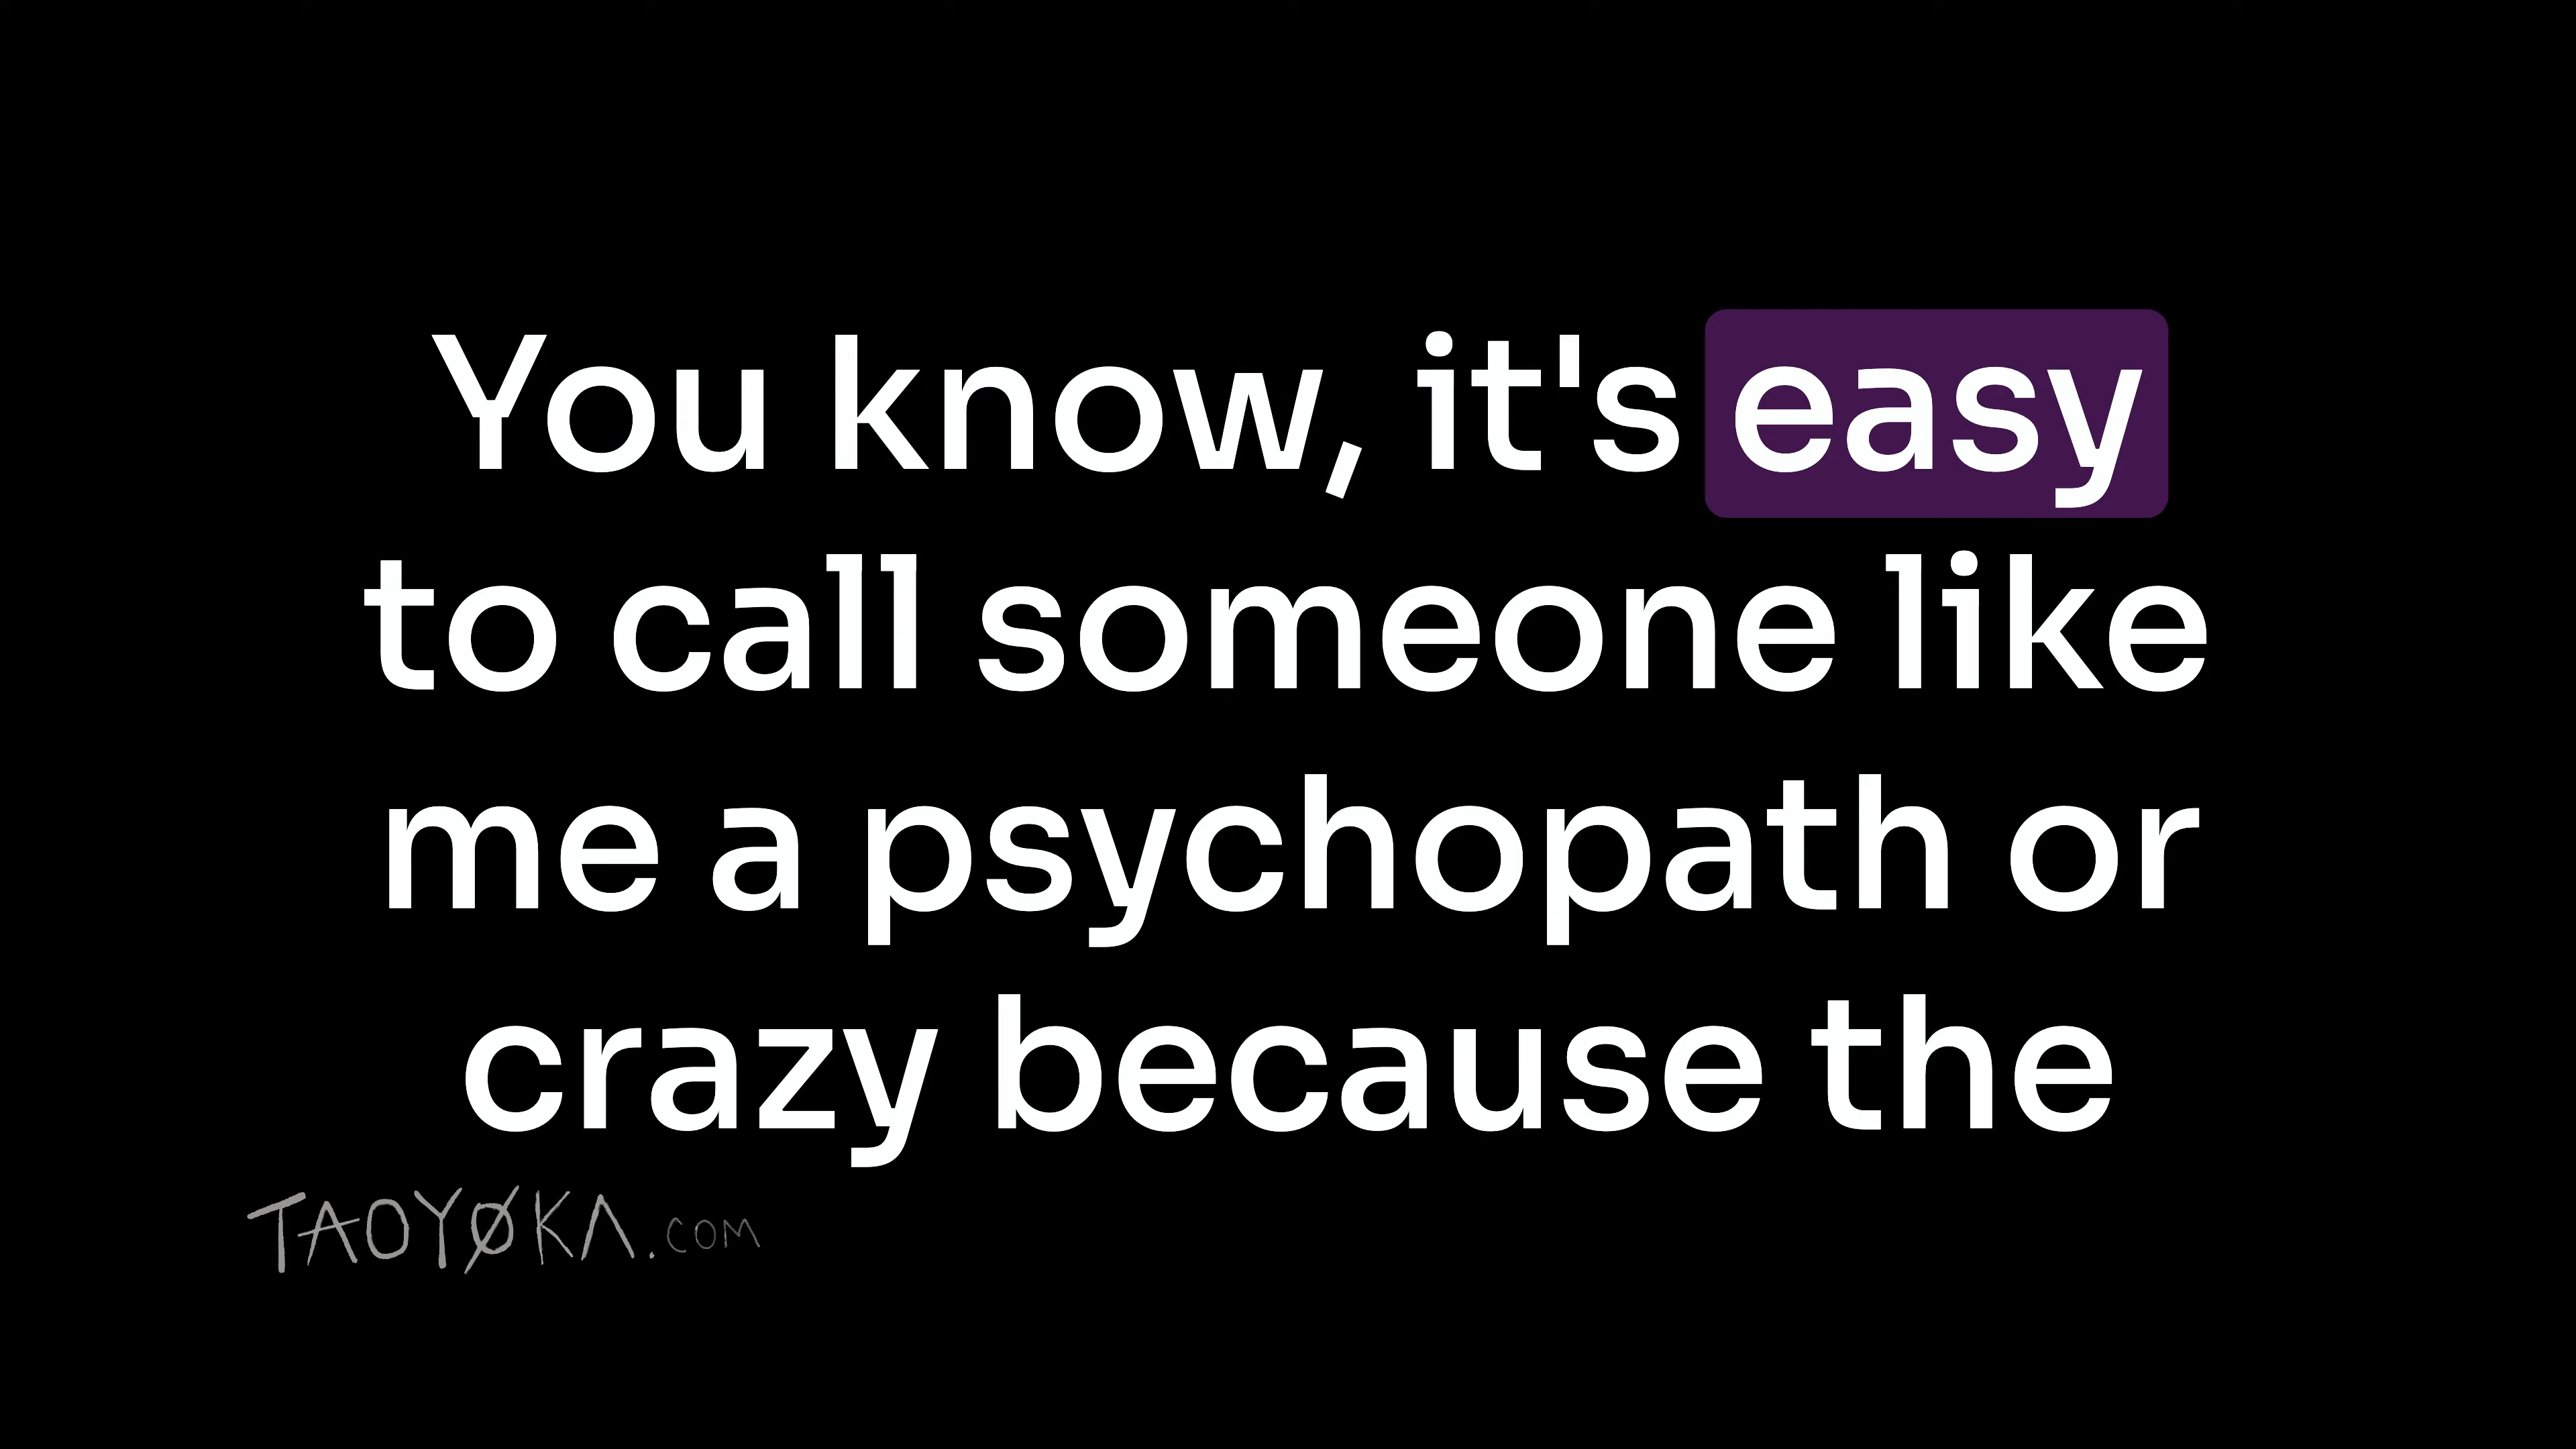 You know, it's easy
to call someone like
me a psychopath or
crazy because the
TAOYØKA.COM